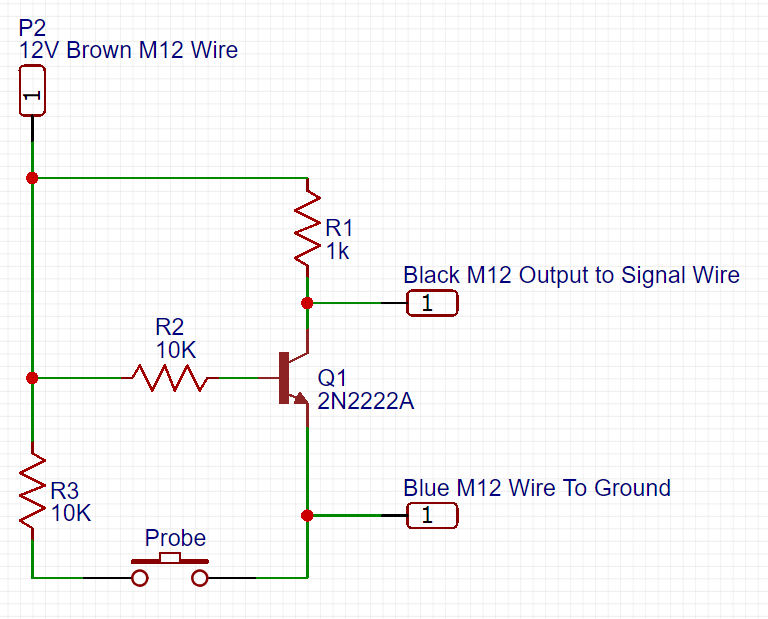 P2
12V Brown M12 Wire
1
R1
1k
Black M12 Output to Signal Wire
1
R2
10K
Q1
2N2222A
R3
10K
Blue M12 Wire To Ground
1
Probe